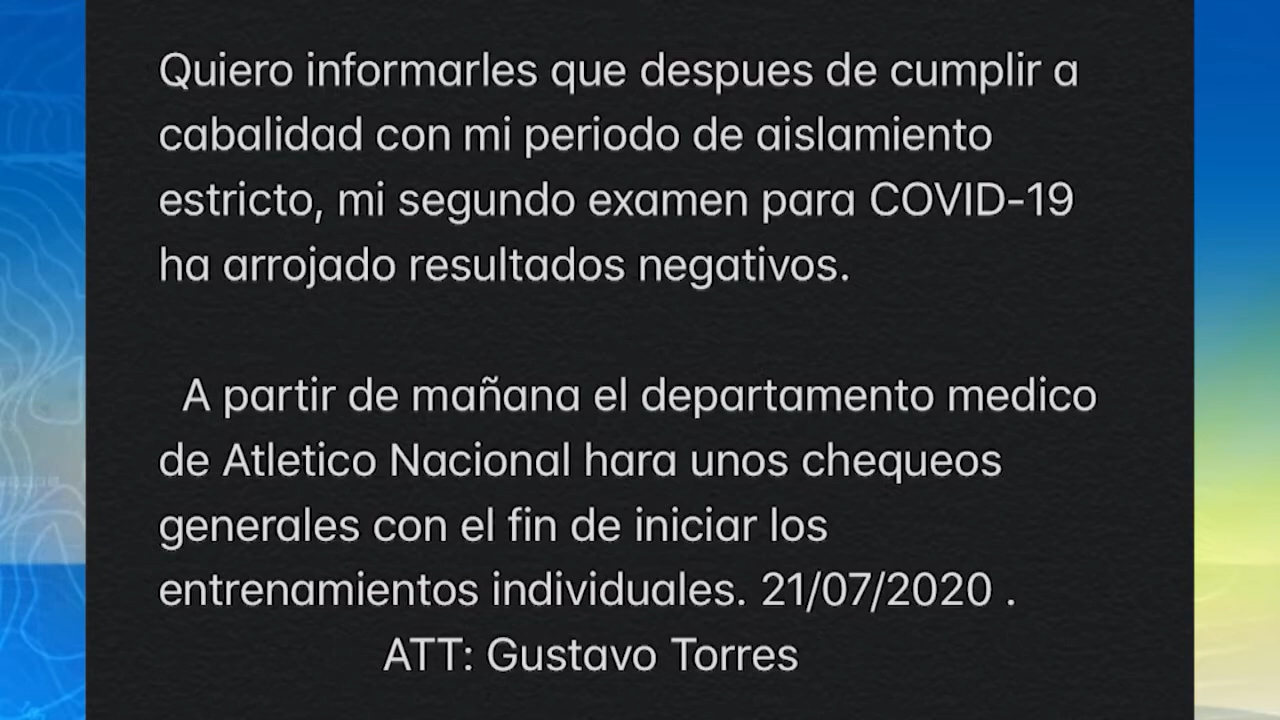 Quiero informarles que despues de cumplir a
cabalidad con mi periodo de aislamiento
estricto, mi segundo examen para COVID-19
ha arrojado resultados negativos.
A partir de mañana el departamento medico
de Atletico Nacional hara unos chequeos
generales con el fin de iniciar los
entrenamientos individuales. 21/07/2020 .
ATT: Gustavo Torres